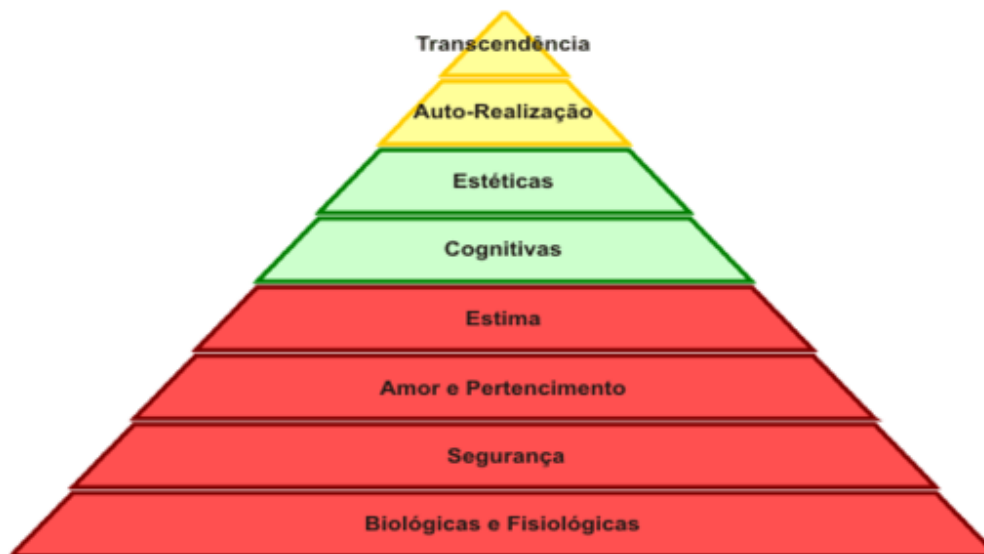 Transcendência
Auto-Realização
Estéticas
Cognitivas
Estima
Amor e Pertencimento
Segurança
Biológicas e Fisiológicas